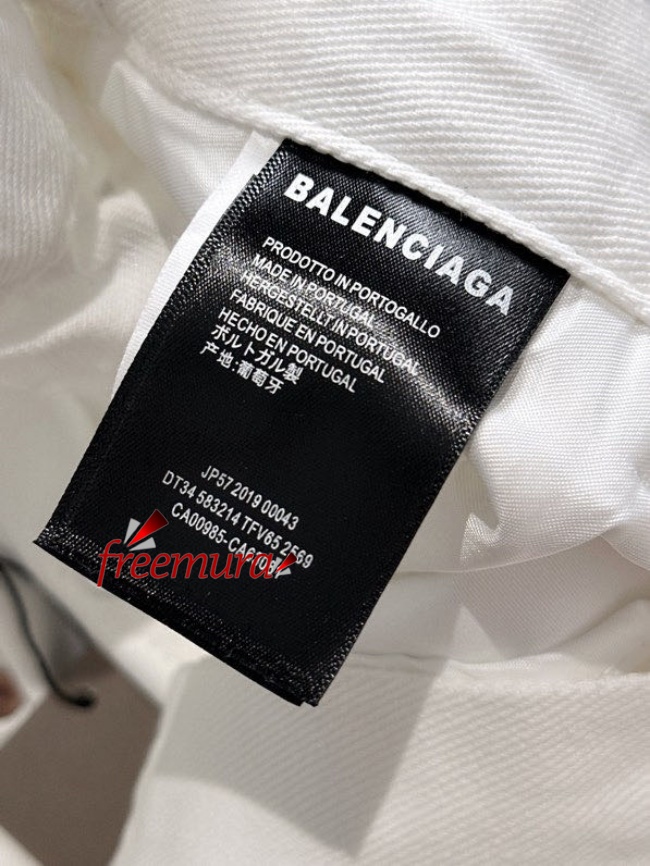 BALENCIAGA
PRODOTTO IN PORTOGALLO
MADE IN PORTUGAL
HERGESTELLT IN PORTUGAL
FABRIQUE EN PORTUGAL
HECHO EN PORTUGAL
ポルトガル製
产地:葡萄牙
JP57 2019 00043
DT34 583214 TFV65 2569
freemura